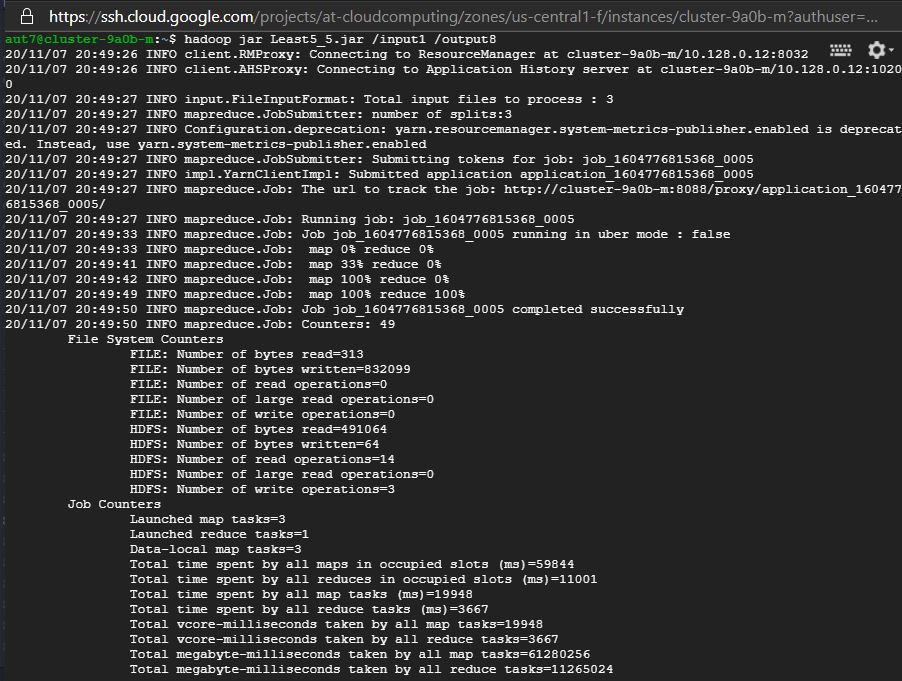 https://ssh.cloud.google.com/projects/at-cloudcomputing/zones/us-central1-f/instances/cluster-9a0b-m?authuser=...
aut7@cluster-9a0b-m:~$ hadoop jar Least5_5.jar /input1 /output8
20/11/07 20:49:26 INFO client.RMProxy: Connecting to ResourceManager at cluster-9a0b-m/10.128.0.12:8032
20/11/07 20:49:26 INFO client.AHSProxy: Connecting to Application History server at cluster-9a0b-m/10.128.0.12:1020
0
20/11/07 20:49:27 INFO input.FileInputFormat: Total input files to process : 3
20/11/07 20:49:27 INFO mapreduce.JobSubmitter: number of splits:3
20/11/07 20:49:27 INFO Configuration.deprecation: yarn.resourcemanager.system-metrics-publisher.enabled is deprecat
ed. Instead, use yarn.system-metrics-publisher.enabled
20/11/07 20:49:27 INFO mapreduce.JobSubmitter: Submitting tokens for job: job_1604776815368_0005
20/11/07 20:49:27 INFO impl.YarnClientImpl: Submitted application application_1604776815368_0005
20/11/07 20:49:27 INFO mapreduce.Job: The url to track the job: http://cluster-9a0b-m:8088/proxy/application_160477
6815368_0005/
20/11/07 20:49:27 INFO mapreduce.Job: Running job: job_1604776815368_0005
20/11/07 20:49:33 INFO mapreduce.Job: Job job_1604776815368_0005 running in uber mode : false
20/11/07 20:49:33 INFO mapreduce.Job:  map 0% reduce 0%
20/11/07 20:49:41 INFO mapreduce.Job:  map 33% reduce 0%
20/11/07 20:49:42 INFO mapreduce.Job:  map 100% reduce 0%
20/11/07 20:49:49 INFO mapreduce.Job:  map 100% reduce 100%
20/11/07 20:49:50 INFO mapreduce.Job: Job job_1604776815368_0005 completed successfully
20/11/07 20:49:50 INFO mapreduce.Job: Counters: 49
File System Counters
FILE: Number of bytes read=313
FILE: Number of bytes written=832099
FILE: Number of read operations=0
FILE: Number of large read operations=0
FILE: Number of write operations=0
HDFS: Number of bytes read=491064
HDFS: Number of bytes written=64
HDFS: Number of read operations=14
HDFS: Number of large read operations=0
HDFS: Number of write operations=3
Job Counters
Launched map tasks=3
Launched reduce tasks=1
Data-local map tasks=3
Total time spent by all maps in occupied slots (ms)=59844
Total time spent by all reduces in occupied slots (ms)=11001
Total time spent by all map tasks (ms)=19948
Total time spent by all reduce tasks (ms)=3667
Total vcore-milliseconds taken by all map tasks=19948
Total vcore-milliseconds taken by all reduce tasks=3667
Total megabyte-milliseconds taken by all map tasks=61280256
Total megabyte-milliseconds taken by all reduce tasks=11265024